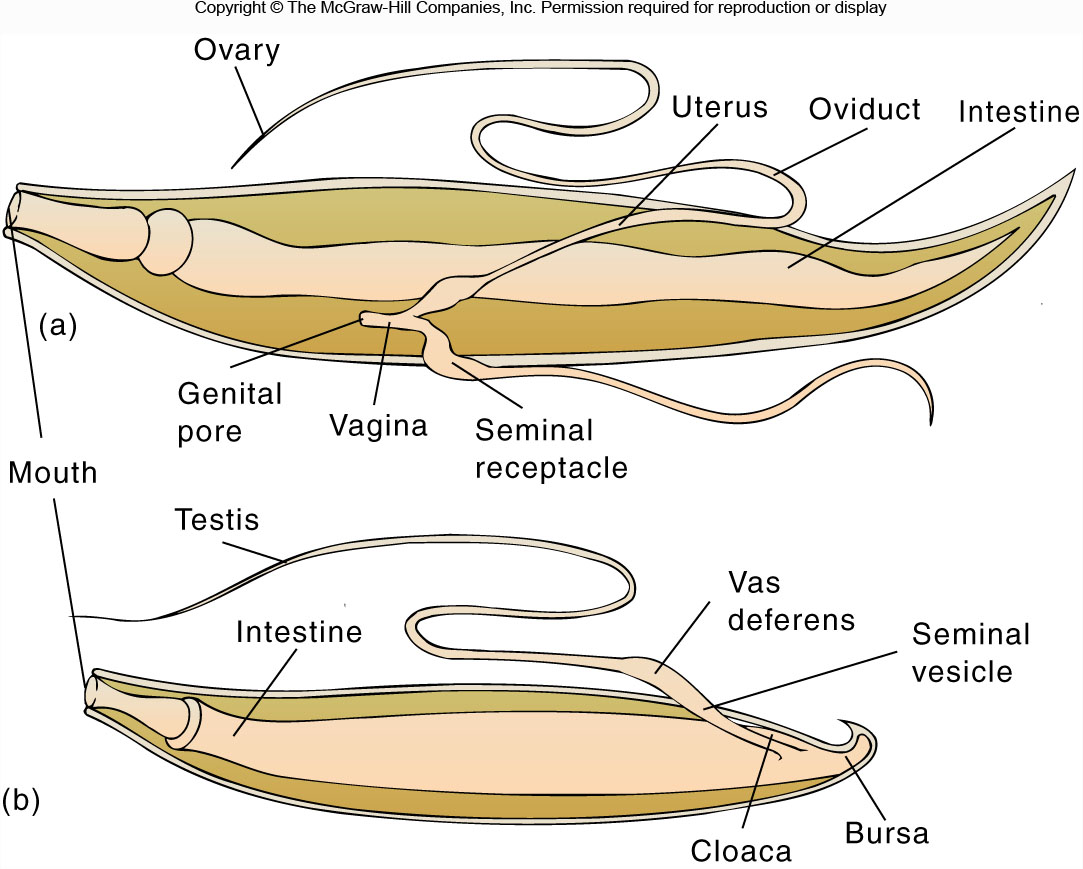 Copyright © The McGraw-Hill Companies, Inc. Permission required for reproduction or display
Ovary
Uterus
Oviduct
Intestine
(a)
Genital
pore
Vagina
Seminal
receptacle
Mouth
Testis
Intestine
Vas
deferens
Seminal
vesicle
(b)
Cloaca
Bursa